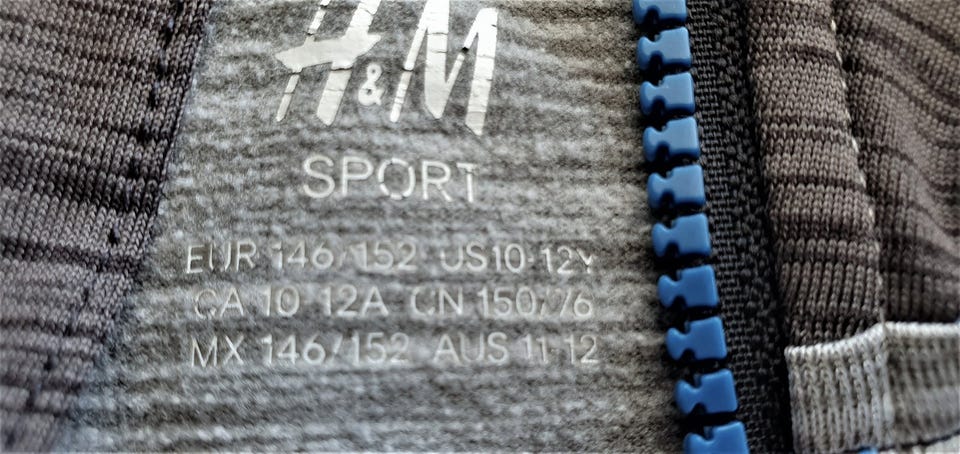 H&M
SPORT
EUR 146/152 US10-12Y
CA 10-12A CN 150/76
MX 146/152 AUS 11-12